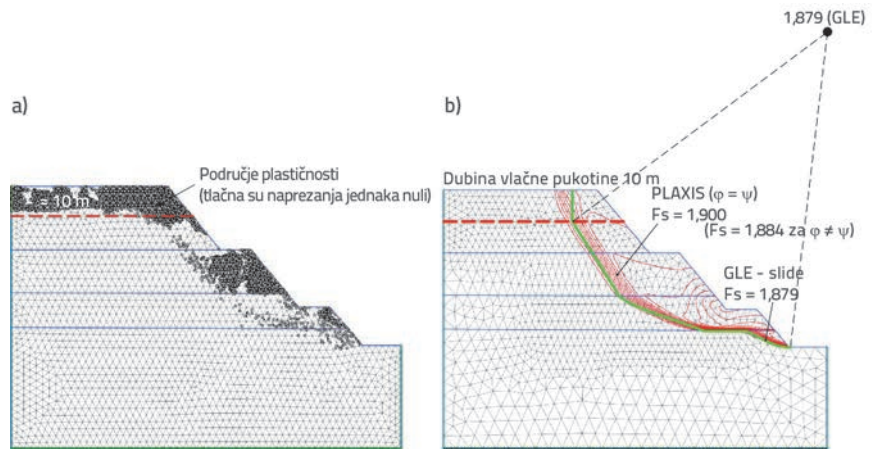 a)
= 10 m
Područje plastičnosti
(tlačna su naprezanja jednaka nuli)
b)
1,879 (GLE)
Dubina vlačne pukotine 10 m
PLAXIS (φ = ψ)
Fs = 1,900
(Fs = 1,884 za φ ≠ ψ)
GLE - slide
Fs = 1,879